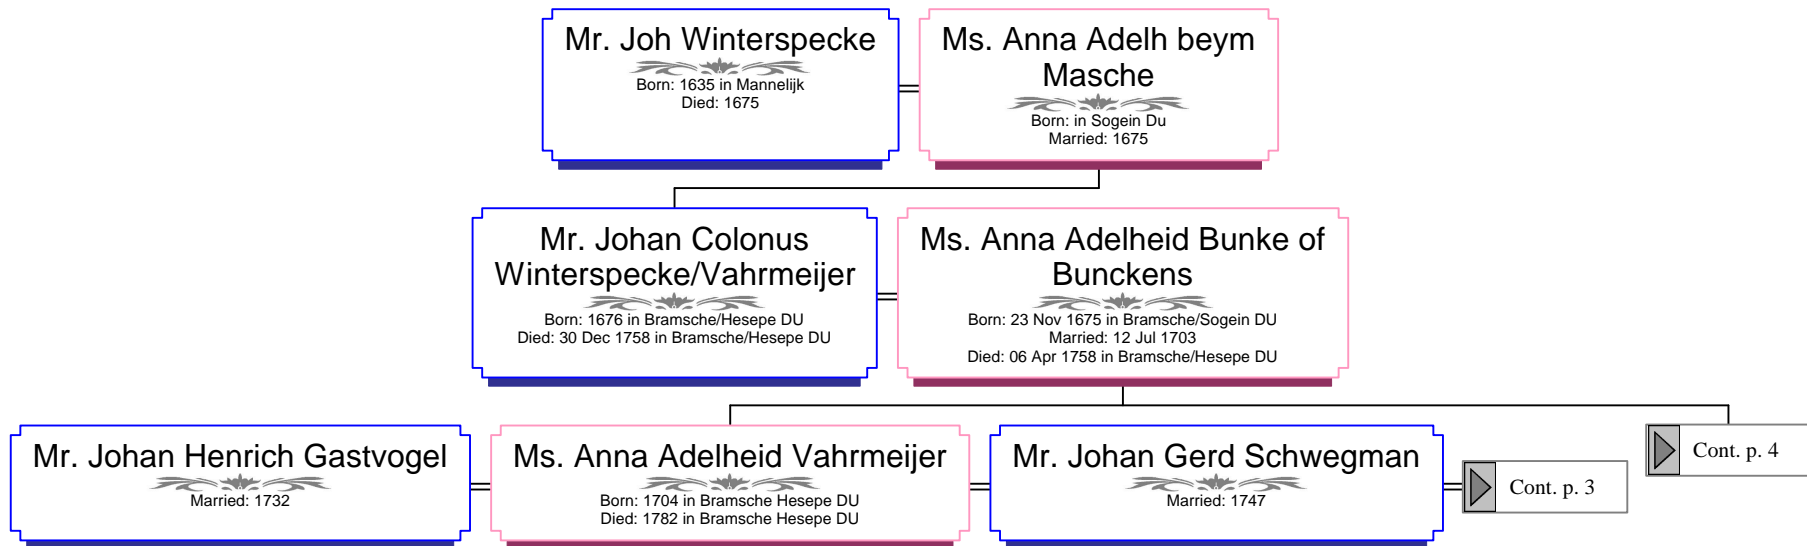 Mr. Joh Winterspecke
Born: 1635 in Mannelijk
Died: 1675
Ms. Anna Adelh beym
Masche
Born: in Sogein Du
Married: 1675
Mr. Johan Colonus
Winterspecke/Vahrmeijer
Born: 1676 in Bramsche/Hesepe DU
Died: 30 Dec 1758 in Bramsche/Hesepe DU
Ms. Anna Adelheid Bunke of
Bunckens
Born: 23 Nov 1675 in Bramsche/Sogein DU
Married: 12 Jul 1703
Died: 06 Apr 1758 in Bramsche/Hesepe DU
Mr. Johan Henrich Gastvogel
Married: 1732
Ms. Anna Adelheid Vahrmeijer
Born: 1704 in Bramsche Hesepe DU
Died: 1782 in Bramsche Hesepe DU
Mr. Johan Gerd Schwegman
Married: 1747
Cont. p. 3
Cont. p. 4